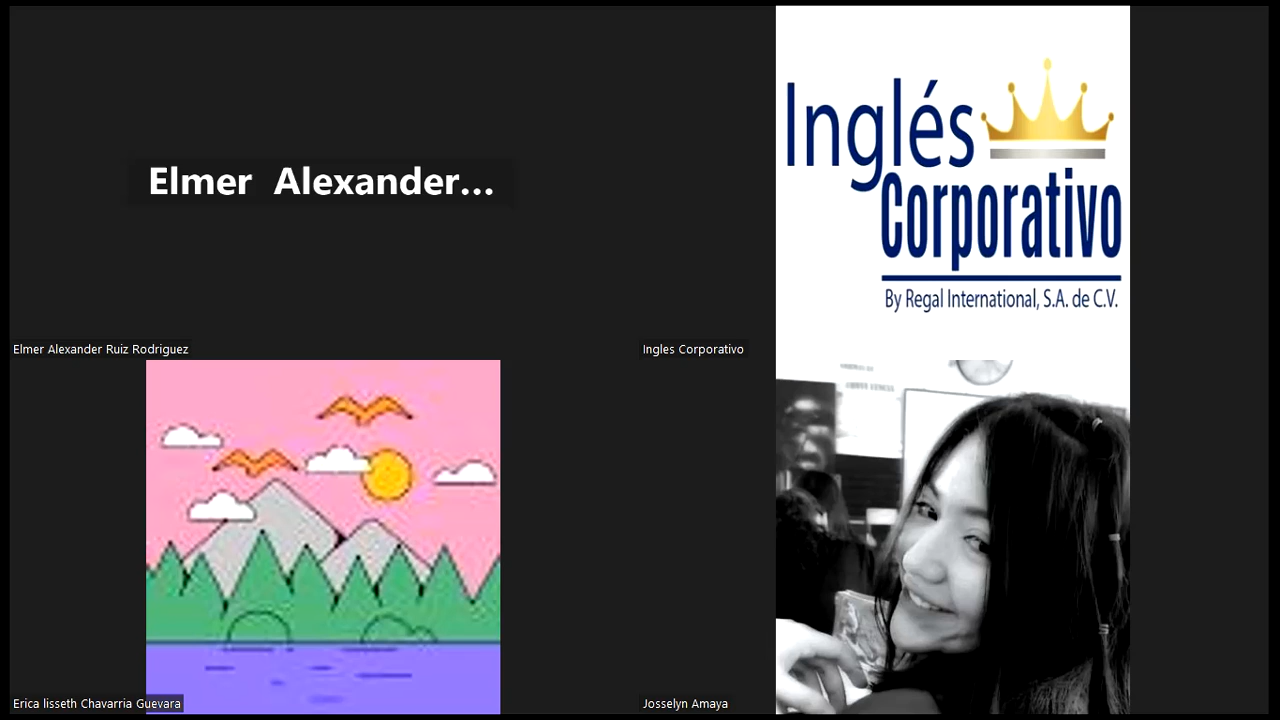 Elmer Alexander...
Elmer Alexander Ruiz Rodriguez
Inglés
Corporativo
By Regal International, S.A. de C.V.
Ingles Corporativo
Erica lisseth Chavarria Guevara
Josselyn Amaya